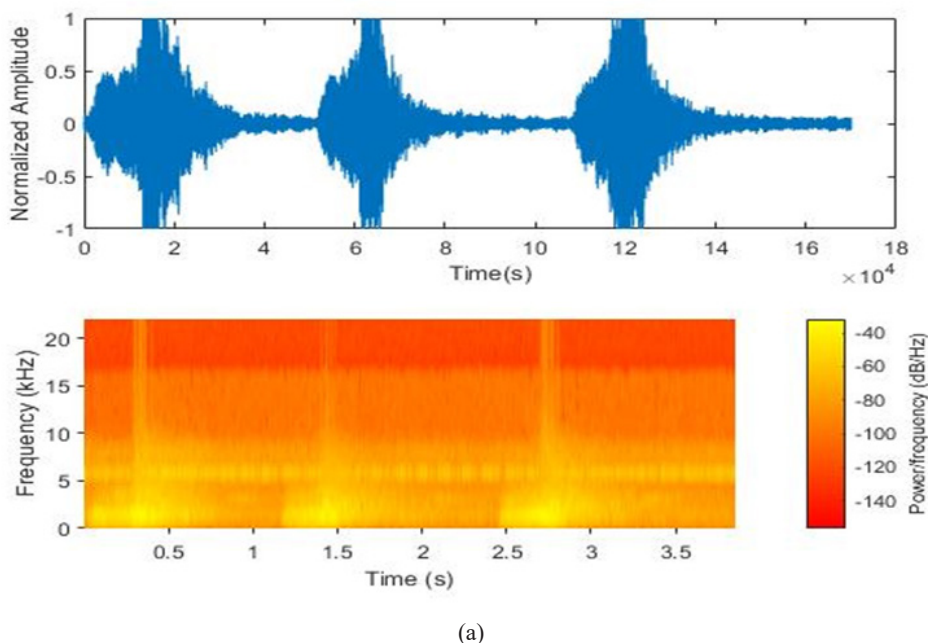 Normalized Amplitude
1
0.5
0
-0.5
-1
0 2 4 6 8 10 12 14 16 18
Time(s)
×10^4
Frequency (kHz)
20
15
10
5
0
0.5 1 1.5 2 2.5 3 3.5
Time (s)
-40
-60
-80
-100
-120
-140
Power/frequency (dB/Hz)
(a)